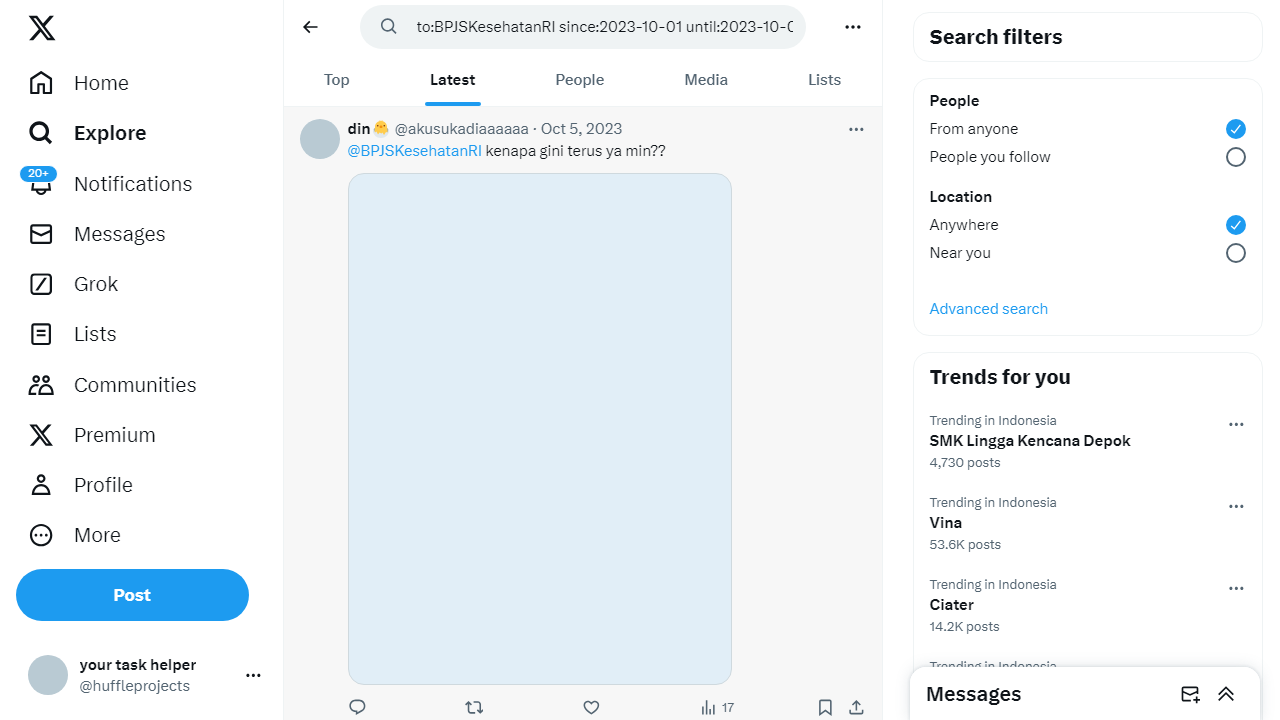 Home
Explore
20+
Notifications
Messages
Grok
Lists
Communities
Premium
Profile
More
Post
your task helper
@huffleprojects
to:BPJSKesehatanRI since:2023-10-01 until:2023-10-0
Top
Latest
People
Media
Lists
din🐣 @akusukadiaaaaaa · Oct 5, 2023
@BPJSKesehatanRI kenapa gini terus ya min??
17
Search filters
People
From anyone
People you follow
Location
Anywhere
Near you
Advanced search
Trends for you
Trending in Indonesia
SMK Lingga Kencana Depok
4,730 posts
Trending in Indonesia
Vina
53.6K posts
Trending in Indonesia
Ciater
14.2K posts
Trending in Indonesia
Messages